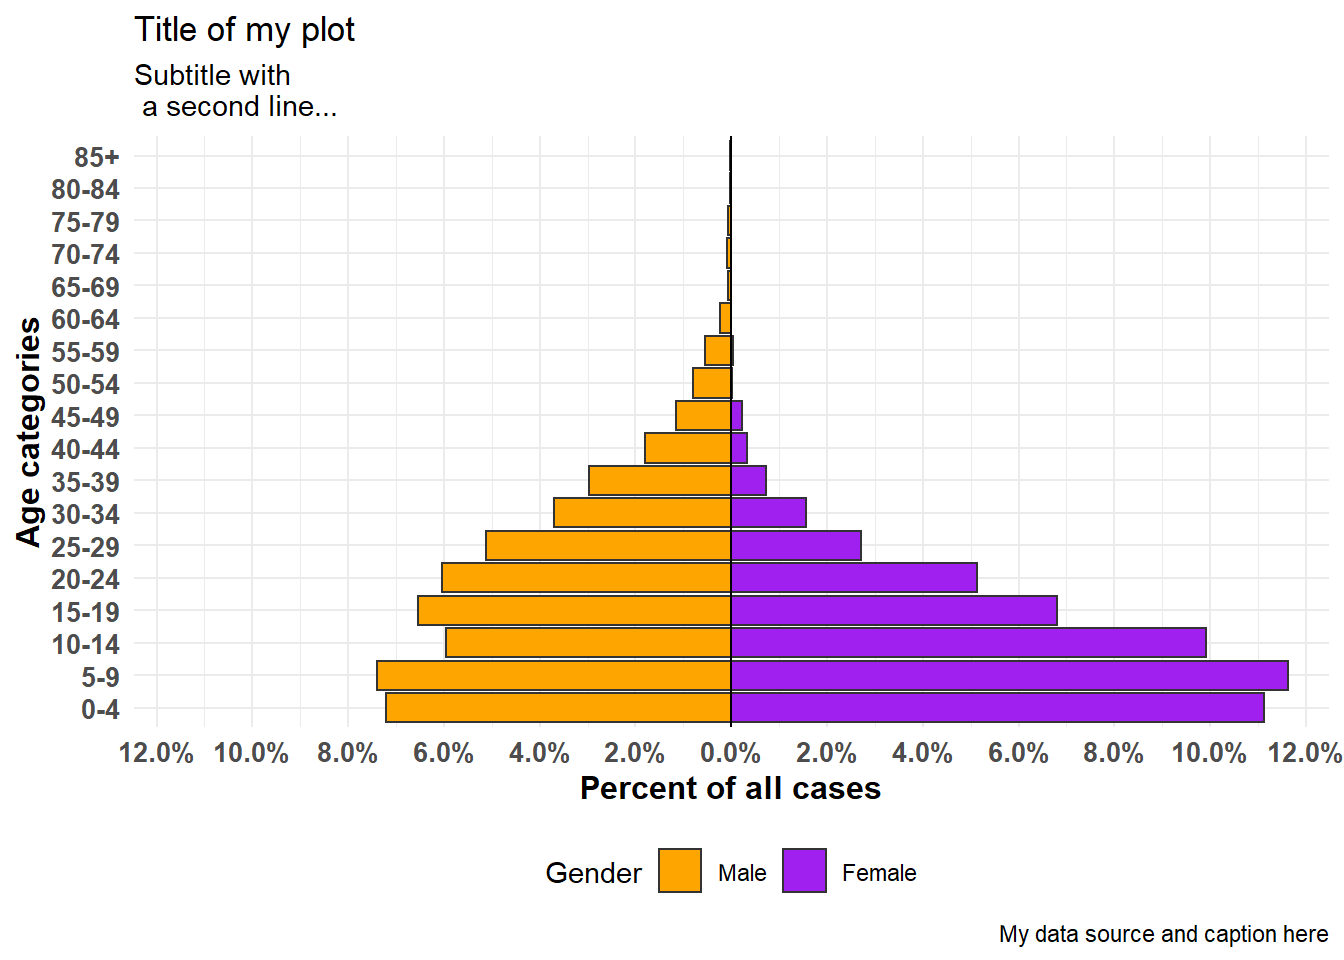 Title of my plot
Subtitle with
a second line...
Age categories
85+
80-84
75-79
70-74
65-69
60-64
55-59
50-54
45-49
40-44
35-39
30-34
25-29
20-24
15-19
10-14
5-9
0-4
12.0% 10.0% 8.0% 6.0% 4.0% 2.0% 0.0% 2.0% 4.0% 6.0% 8.0% 10.0% 12.0%
Percent of all cases
Gender Male Female
My data source and caption here